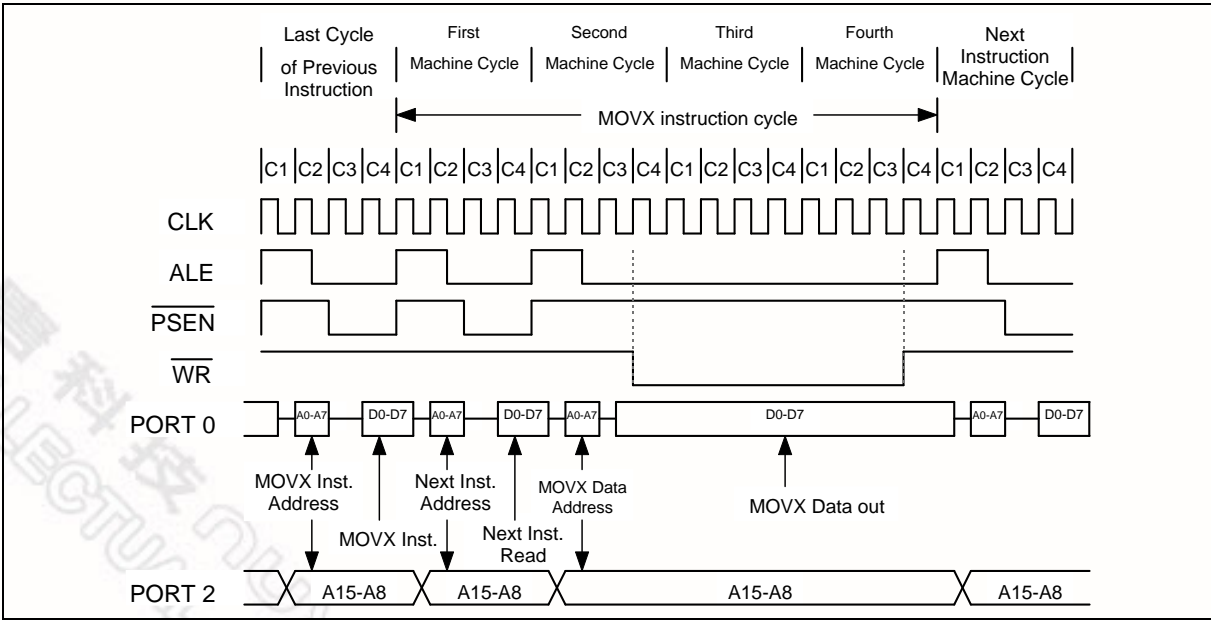 Last Cycle of Previous Instruction
First Machine Cycle
Second Machine Cycle
Third Machine Cycle
Fourth Machine Cycle
Next Instruction Machine Cycle
MOVX instruction cycle
C1 C2 C3 C4 C1 C2 C3 C4 C1 C2 C3 C4 C1 C2 C3 C4 C1 C2 C3 C4 C1 C2 C3 C4
CLK
ALE
PSEN
WR
PORT 0
A0-A7 D0-D7 A0-A7 D0-D7 A0-A7 D0-D7 A0-A7 D0-D7
MOVX Inst. Address
MOVX Inst.
Next Inst. Address
Next Inst. Read
MOVX Data Address
MOVX Data out
PORT 2
A15-A8 A15-A8 A15-A8 A15-A8